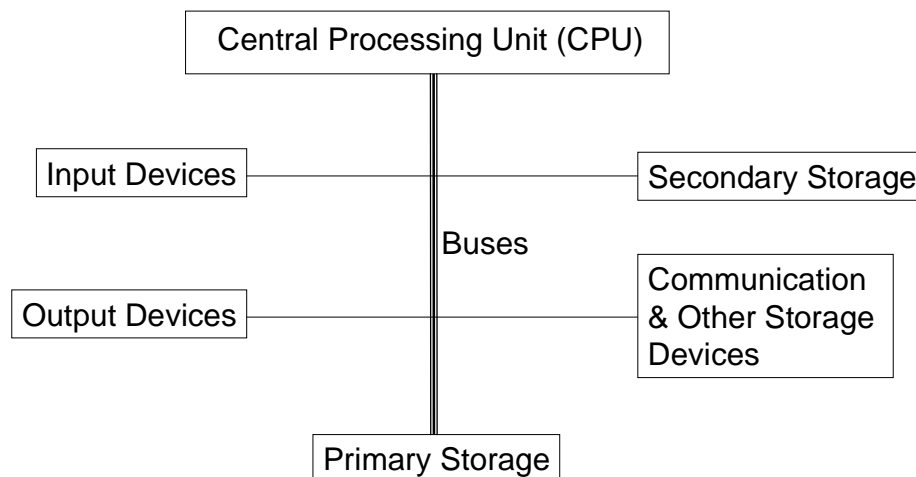 Central Processing Unit (CPU)
Input Devices
Secondary Storage
Buses
Output Devices
Communication
& Other Storage
Devices
Primary Storage